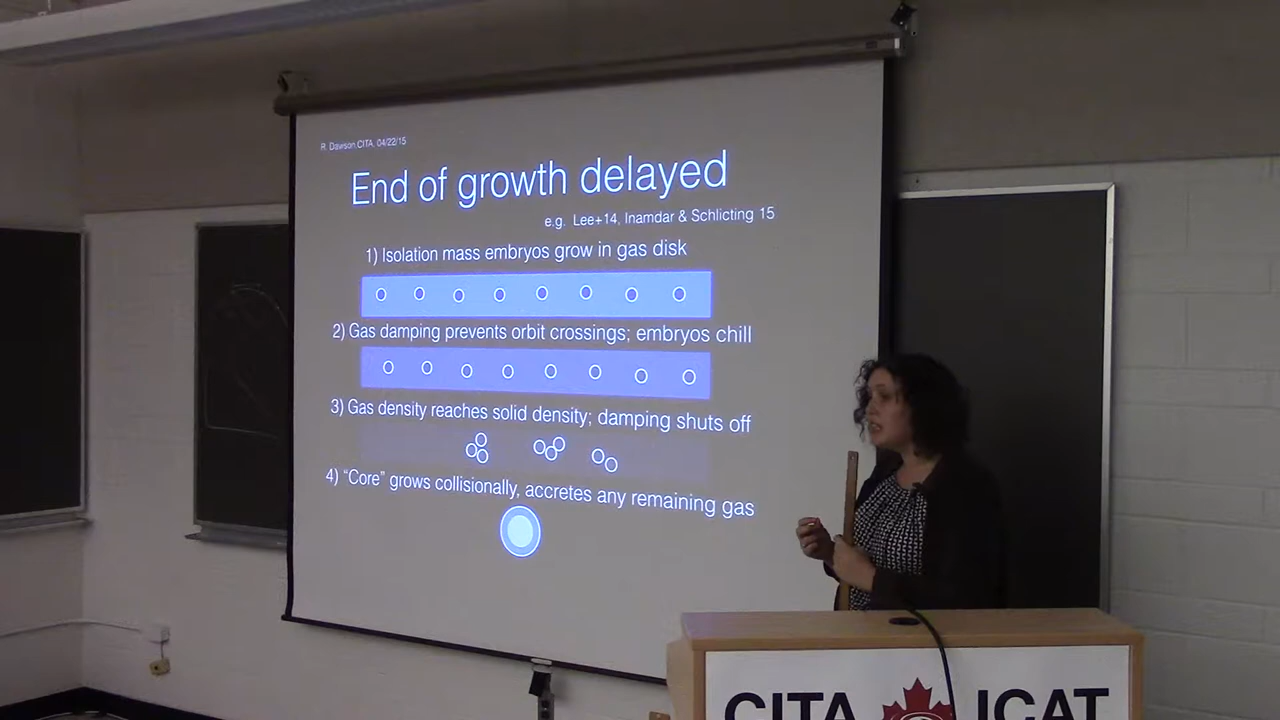 R. Dawson, CITA, 04/22/15
End of growth delayed
e.g. Lee+14, Inamdar & Schlicting 15
1) Isolation mass embryos grow in gas disk
2) Gas damping prevents orbit crossings; embryos chill
3) Gas density reaches solid density; damping shuts off
4) “Core” grows collisionally, accretes any remaining gas
CITA ICAT